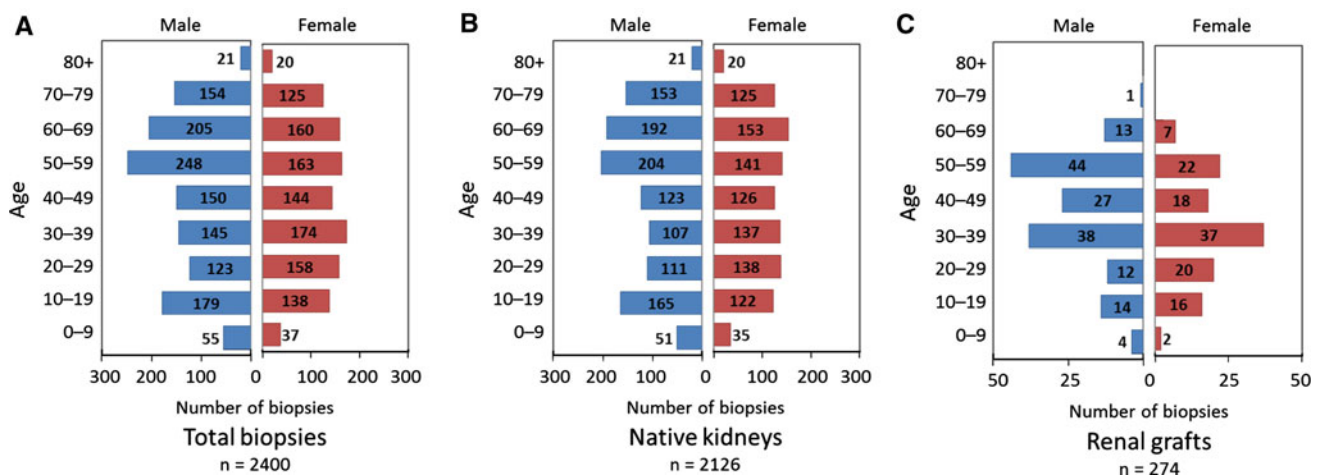 A
Male Female
80+ 21 20
70–79 154 125
60–69 205 160
50–59 248 163
40–49 150 144
30–39 145 174
20–29 123 158
10–19 179 138
0–9 55 37
Age
300 200 100 0 100 200 300
Number of biopsies
Total biopsies
n = 2400
B
Male Female
80+ 21 20
70–79 153 125
60–69 192 153
50–59 204 141
40–49 123 126
30–39 107 137
20–29 111 138
10–19 165 122
0–9 51 35
Age
300 200 100 0 100 200 300
Number of biopsies
Native kidneys
n = 2126
C
Male Female
80+
70–79 1
60–69 13 7
50–59 44 22
40–49 27 18
30–39 38 37
20–29 12 20
10–19 14 16
0–9 4 2
Age
50 25 0 25 50
Number of biopsies
Renal grafts
n = 274